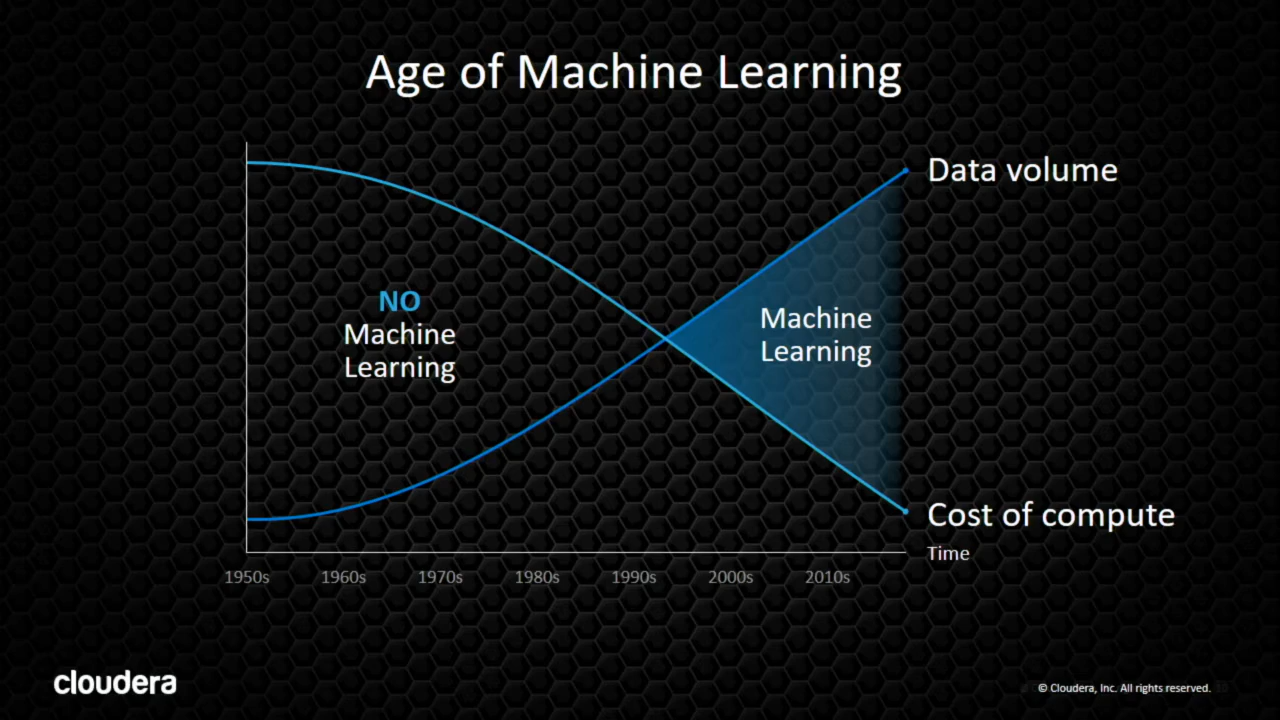 Age of Machine Learning
Data volume
NO
Machine
Learning
Machine
Learning
Cost of compute
Time
1950s 1960s 1970s 1980s 1990s 2000s 2010s
cloudera
© Cloudera, Inc. All rights reserved.